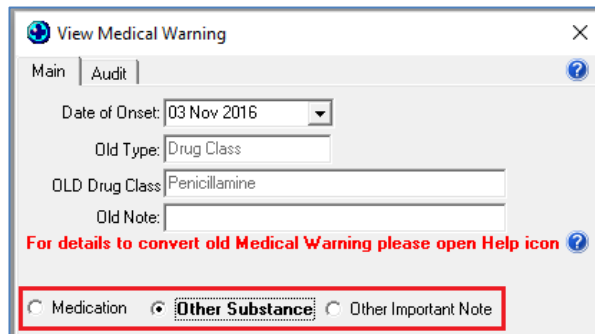 View Medical Warning
Main Audit
Date of Onset: 03 Nov 2016
Old Type: Drug Class
OLD Drug Class Penicillamine
Old Note:
For details to convert old Medical Warning please open Help icon
Medication Other Substance Other Important Note